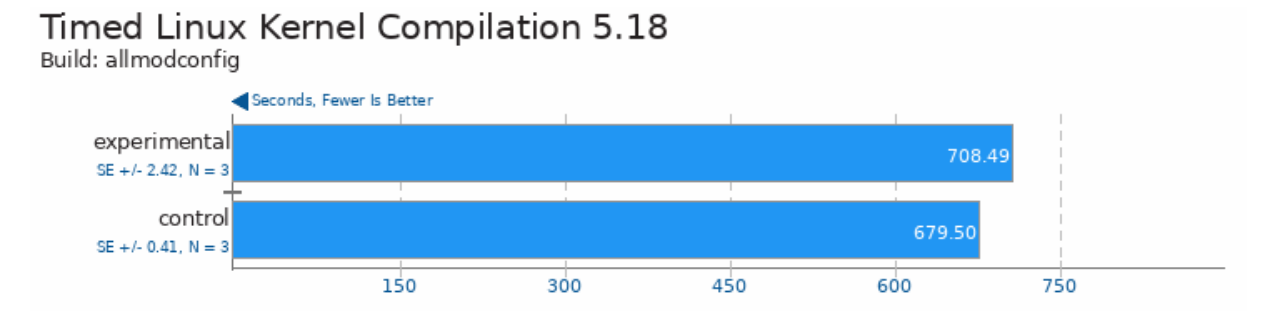 Timed Linux Kernel Compilation 5.18
Build: allmodconfig
Seconds, Fewer Is Better
experimental
708.49
SE +/- 2.42, N = 3
control
679.50
SE +/- 0.41, N = 3
150 300 450 600 750